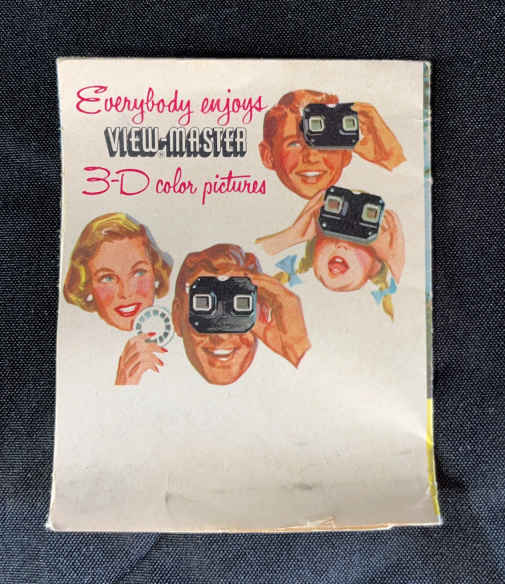 Everybody enjoys
VIEW-MASTER
3-D color pictures